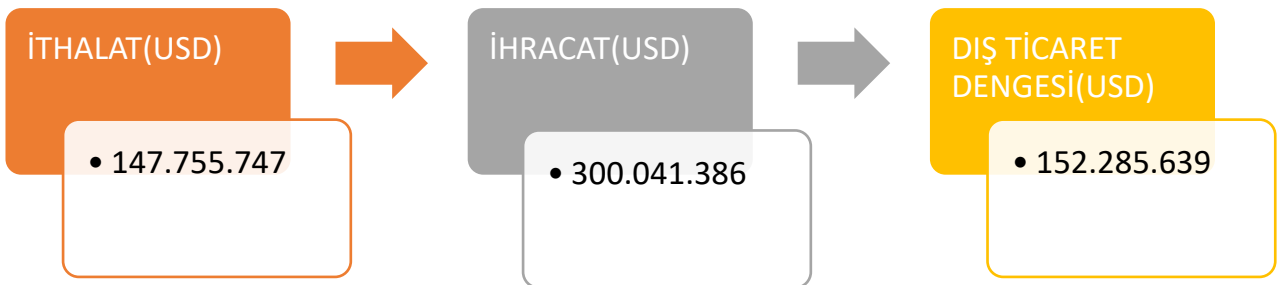 İTHALAT(USD)
• 147.755.747
İHRACAT(USD)
• 300.041.386
DIŞ TİCARET
DENGESİ(USD)
• 152.285.639